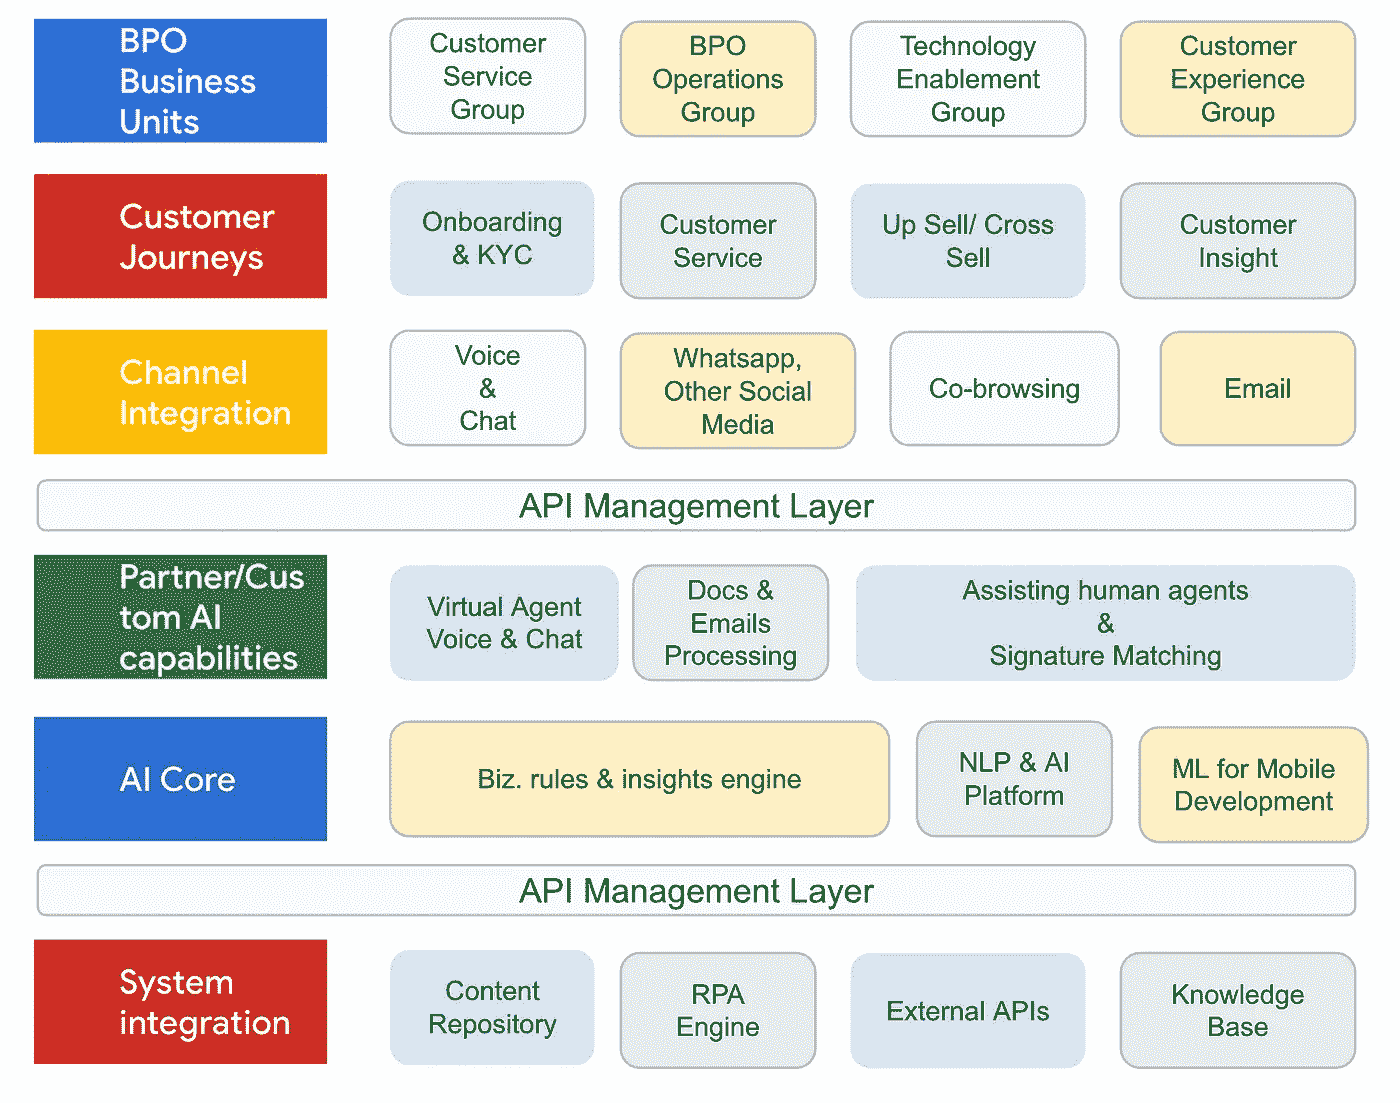 BPO
Business
Units
Customer
Service
Group
BPO
Operations
Group
Technology
Enablement
Group
Customer
Experience
Group
Customer
Journeys
Onboarding
& KYC
Customer
Service
Up Sell/ Cross
Sell
Customer
Insight
Channel
Integration
Voice
&
Chat
Whatsapp,
Other Social
Media
Co-browsing
Email
API Management Layer
Partner/Cus
tom AI
capabilities
Virtual Agent
Voice & Chat
Docs &
Emails
Processing
Assisting human agents
&
Signature Matching
AI Core
Biz. rules & insights engine
NLP & AI
Platform
ML for Mobile
Development
API Management Layer
System
integration
Content
Repository
RPA
Engine
External APIs
Knowledge
Base